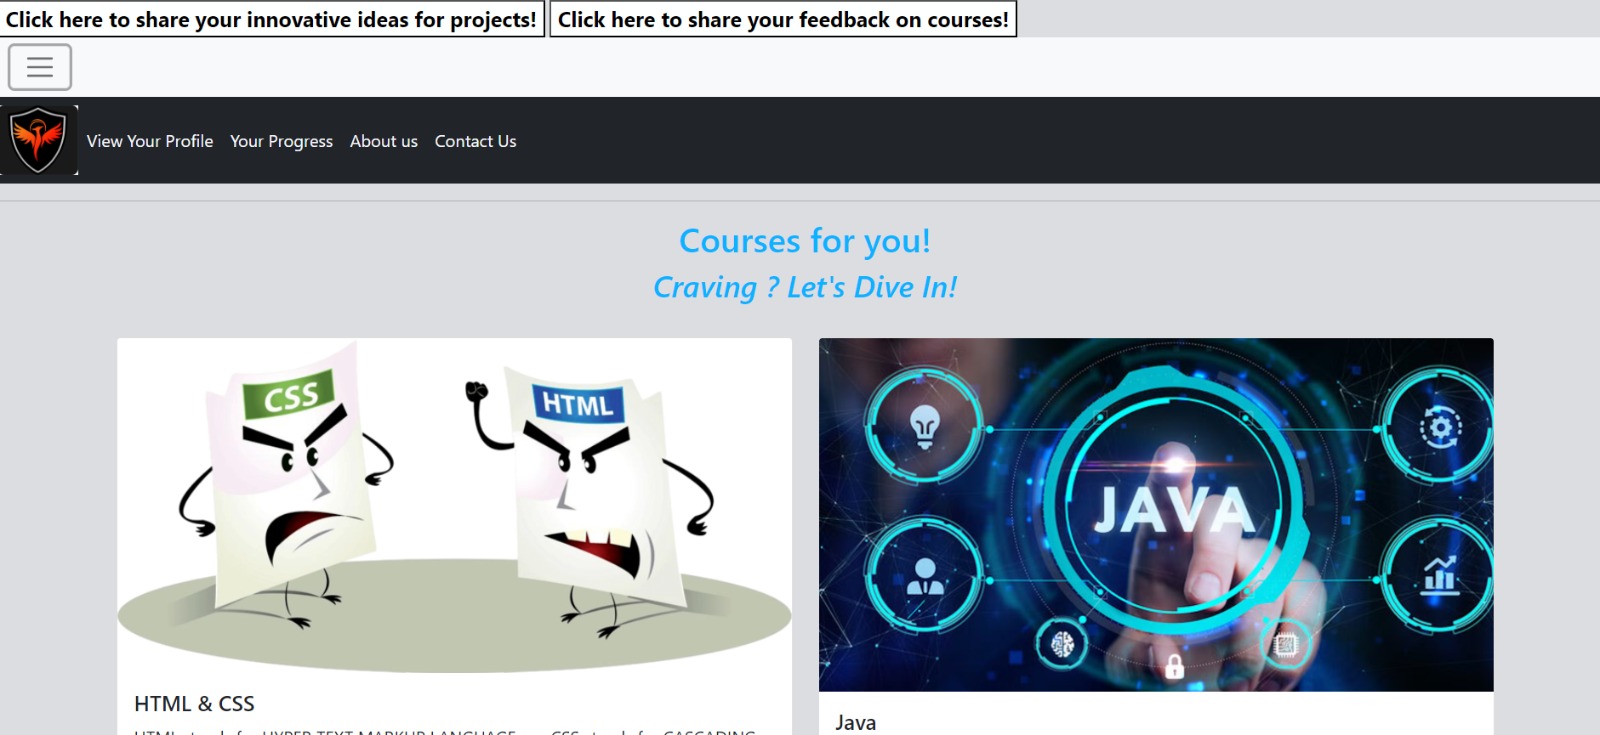 Click here to share your innovative ideas for projects! Click here to share your feedback on courses!
View Your Profile Your Progress About us Contact Us
Courses for you!
Craving ? Let's Dive In!
CSS
HTML
JAVA
HTML & CSS
Java